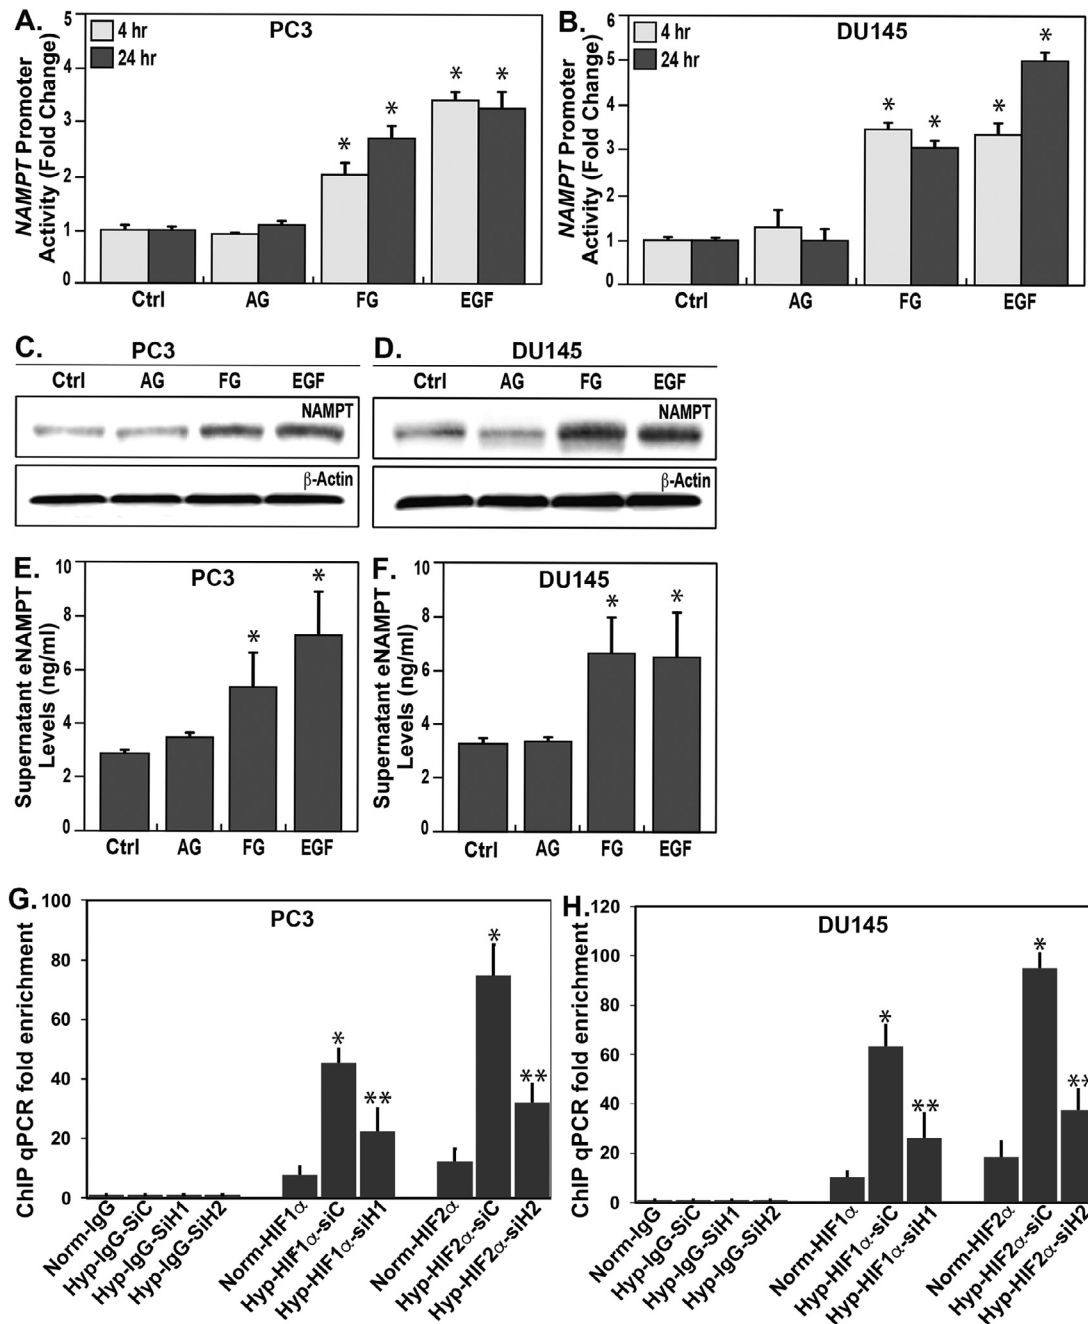 A.
PC3
4 hr
24 hr
NAMPT Promoter
Activity (Fold Change)
5
4
3
2
1
0
* * * *
Ctrl AG FG EGF
B.
DU145
4 hr
24 hr
NAMPT Promoter
Activity (Fold Change)
6
5
4
3
2
1
0
* * * *
Ctrl AG FG EGF
C.
PC3
Ctrl AG FG EGF
NAMPT
β-Actin
D.
DU145
Ctrl AG FG EGF
NAMPT
β-Actin
E.
PC3
Supernatant eNAMPT
Levels (ng/ml)
10
8
6
4
2
0
* *
Ctrl AG FG EGF
F.
DU145
Supernatant eNAMPT
Levels (ng/ml)
10
8
6
4
2
0
* *
Ctrl AG FG EGF
G.
PC3
ChIP qPCR fold enrichment
100
80
60
40
20
0
* ** * **
Norm-IgG
Hyp-IgG-SiC
Hyp-IgG-SiH1
Hyp-IgG-SiH2
Norm-HIF1α
Hyp-HIF1α-siC
Hyp-HIF1α-siH1
Norm-HIF2α
Hyp-HIF2α-siC
Hyp-HIF2α-siH2
H.
DU145
ChIP qPCR fold enrichment
120
100
80
60
40
20
0
* ** * **
Norm-IgG
Hyp-IgG-SiC
Hyp-IgG-SiH1
Hyp-IgG-SiH2
Norm-HIF1α
Hyp-HIF1α-siC
Hyp-HIF1α-siH1
Norm-HIF2α
Hyp-HIF2α-siC
Hyp-HIF2α-siH2